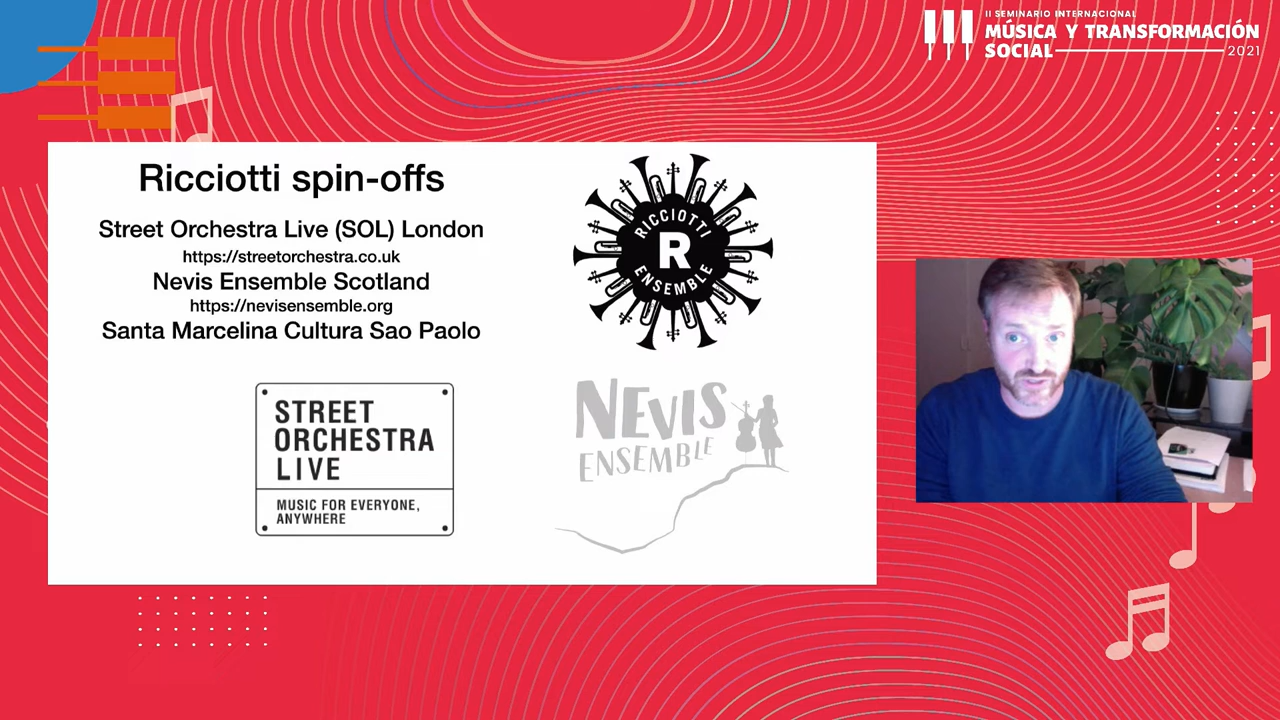 II SEMINARIO INTERNACIONAL
MÚSICA Y TRANSFORMACIÓN
SOCIAL
2021
Ricciotti spin-offs
Street Orchestra Live (SOL) London
https://streetorchestra.co.uk
Nevis Ensemble Scotland
https://nevisensemble.org
Santa Marcelina Cultura Sao Paolo
RICCIOTTI
R
ENSEMBLE
STREET
ORCHESTRA
LIVE
MUSIC FOR EVERYONE,
ANYWHERE
NEVIS
ENSEMBLE